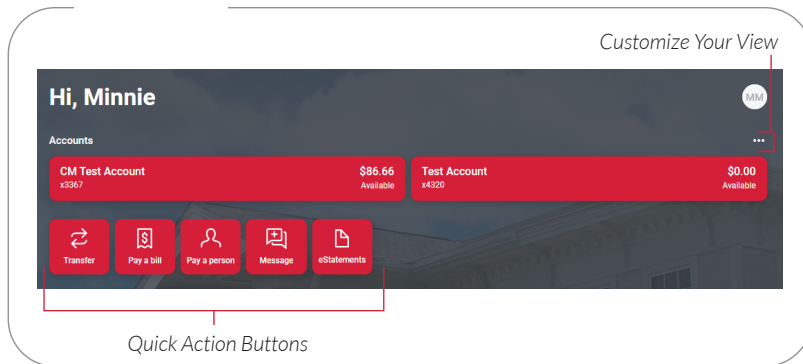 Customize Your View
Hi, Minnie
MM
Accounts
CM Test Account $86.66
x3367 Available
Test Account $0.00
x4320 Available
Transfer
Pay a bill
Pay a person
Message
eStatements
Quick Action Buttons